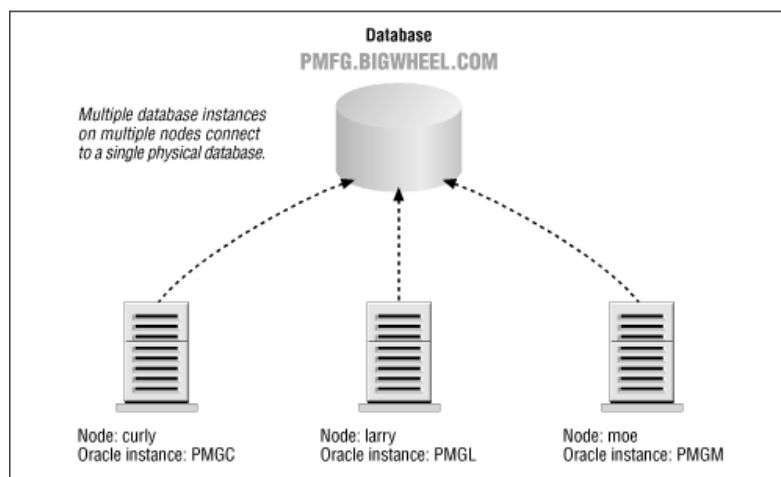 Database
PMFG.BIGWHEEL.COM
Multiple database instances
on multiple nodes connect
to a single physical database.
Node: curly
Oracle instance: PMGC
Node: larry
Oracle instance: PMGL
Node: moe
Oracle instance: PMGM